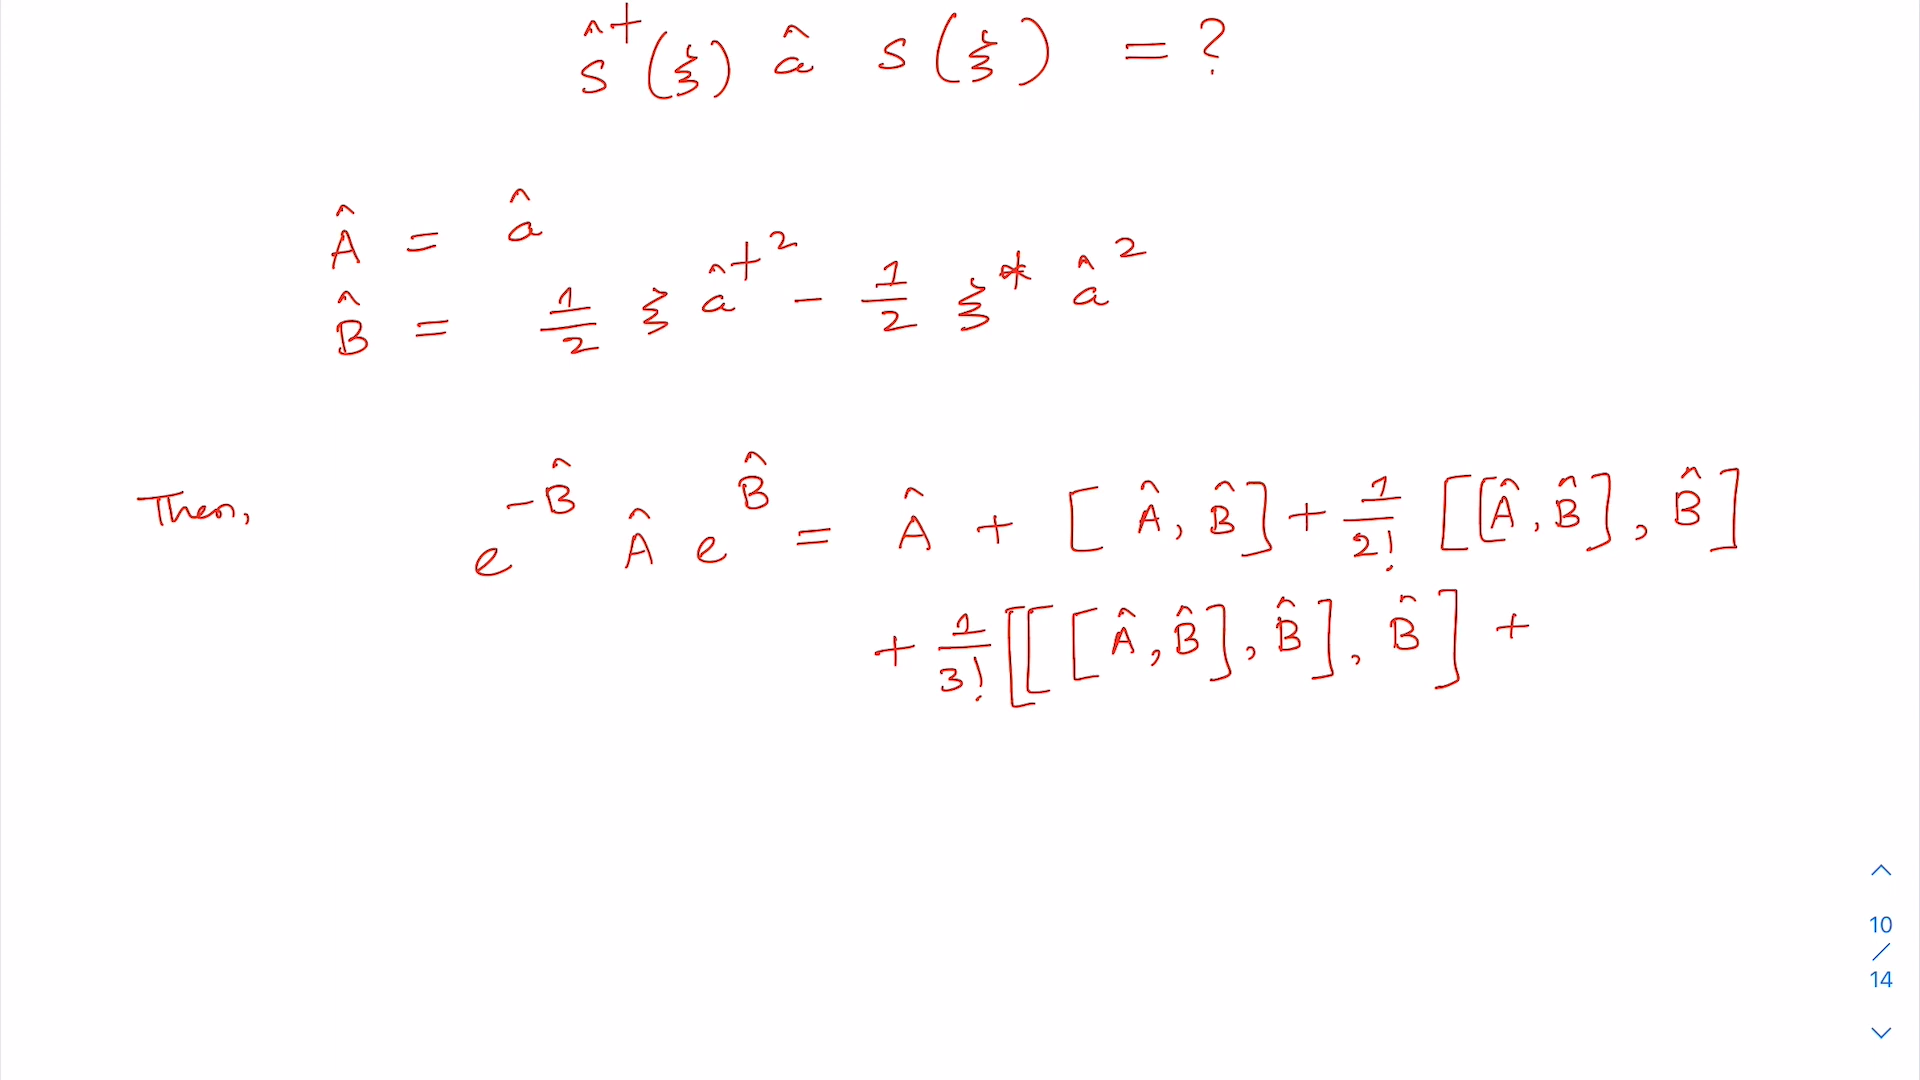 Ŝ†(ξ) â S(ξ) = ?
Â = â
B̂ = 1/2 ξ â†² - 1/2 ξ* â²
Then, e^-B̂ Â e^B̂ = Â + [Â, B̂] + 1/2! [[Â, B̂], B̂]
+ 1/3! [[[Â, B̂], B̂], B̂] +
10
/
14